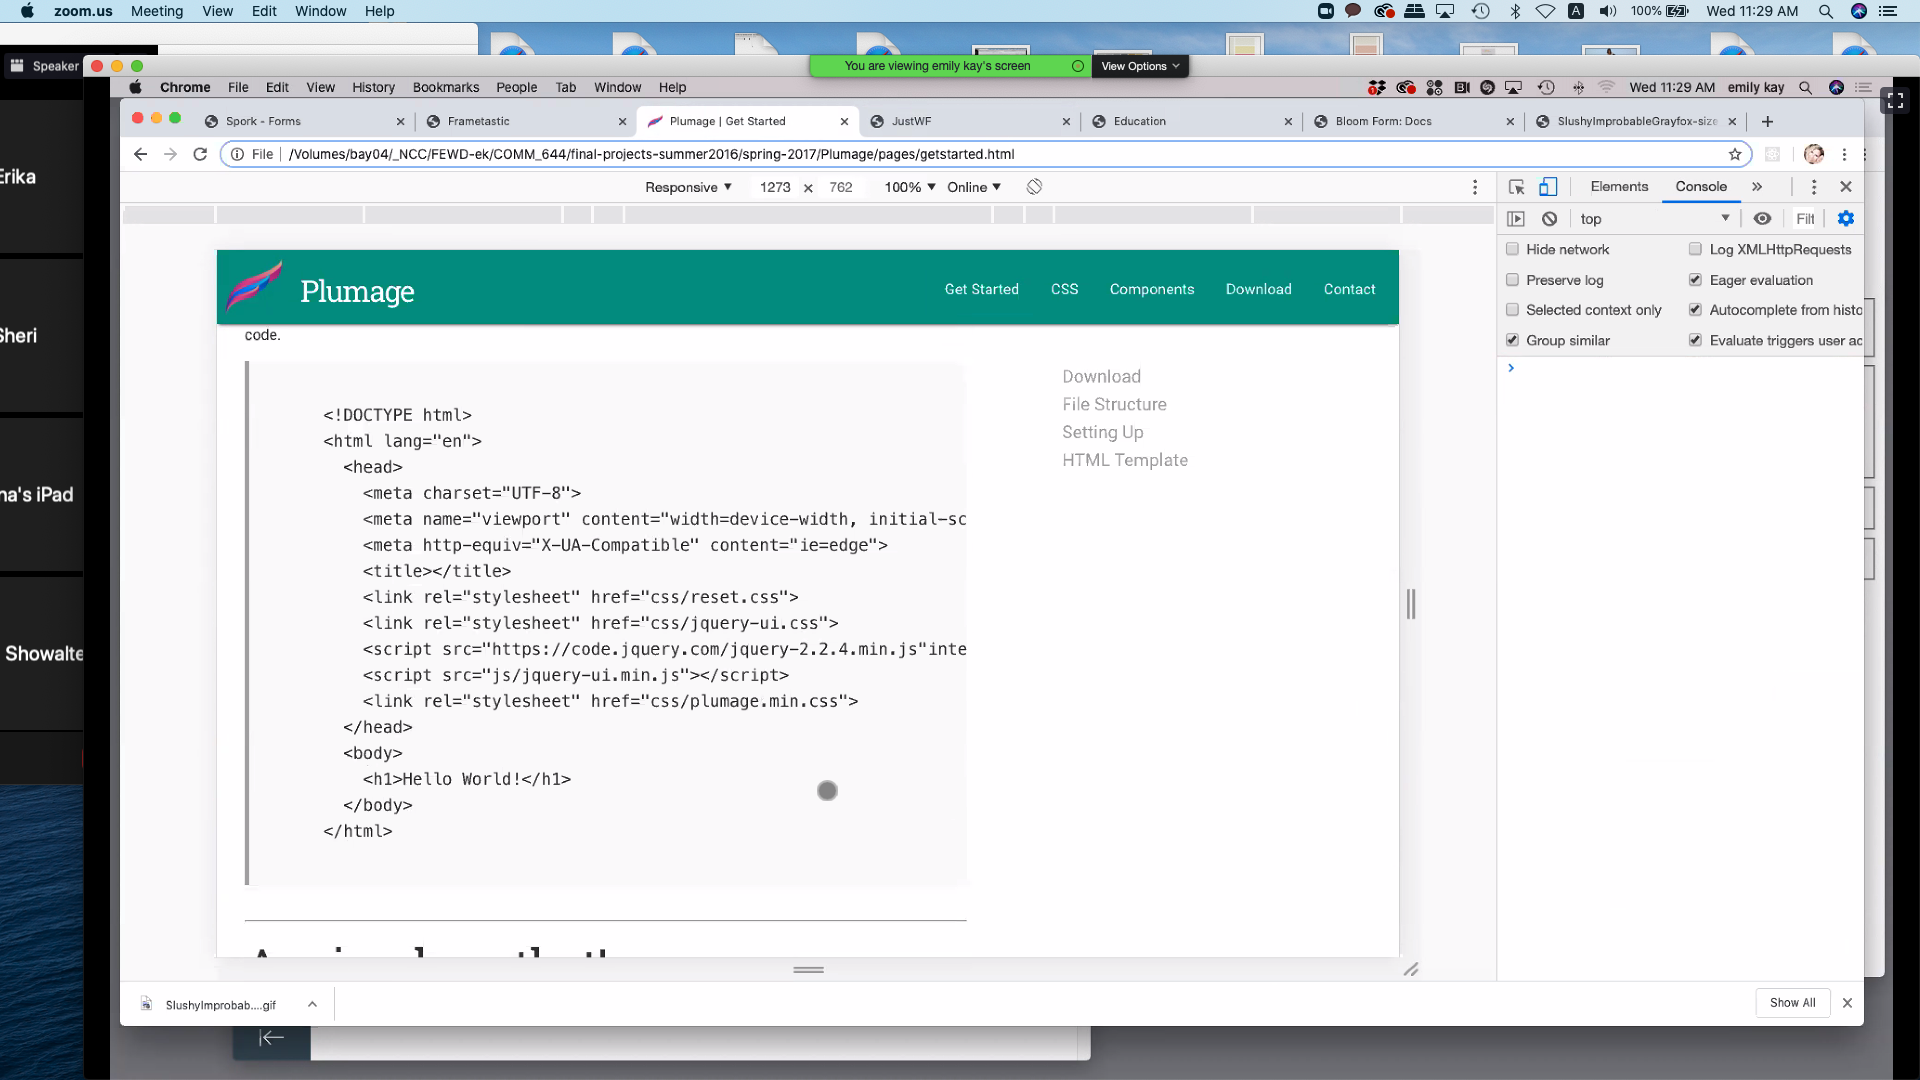 zoom.us Meeting View Edit Window Help 100% Wed 11:29 AM
Speaker
You are viewing emily kay's screen View Options
Chrome File Edit View History Bookmarks People Tab Window Help Wed 11:29 AM emily kay
Spork - Forms Frametastic Plumage | Get Started JustWF Education Bloom Form: Docs SlushyImprobableGrayfox-size
File /Volumes/bay04/_NCC/FEWD-ek/COMM_644/final-projects-summer2016/spring-2017/Plumage/pages/getstarted.html
Responsive 1273 × 762 100% Online
Elements Console
top Filt
Hide network Log XMLHttpRequests
Preserve log Eager evaluation
Selected context only Autocomplete from histo
Group similar Evaluate triggers user ac
Erika
Sheri
na's iPad
Showalte
Plumage Get Started CSS Components Download Contact
code.
<!DOCTYPE html>
<html lang="en">
<head>
<meta charset="UTF-8">
<meta name="viewport" content="width=device-width, initial-sc
<meta http-equiv="X-UA-Compatible" content="ie=edge">
<title></title>
<link rel="stylesheet" href="css/reset.css">
<link rel="stylesheet" href="css/jquery-ui.css">
<script src="https://code.jquery.com/jquery-2.2.4.min.js"inte
<script src="js/jquery-ui.min.js"></script>
<link rel="stylesheet" href="css/plumage.min.css">
</head>
<body>
<h1>Hello World!</h1>
</body>
</html>
Download
File Structure
Setting Up
HTML Template
SlushyImprobab....gif Show All